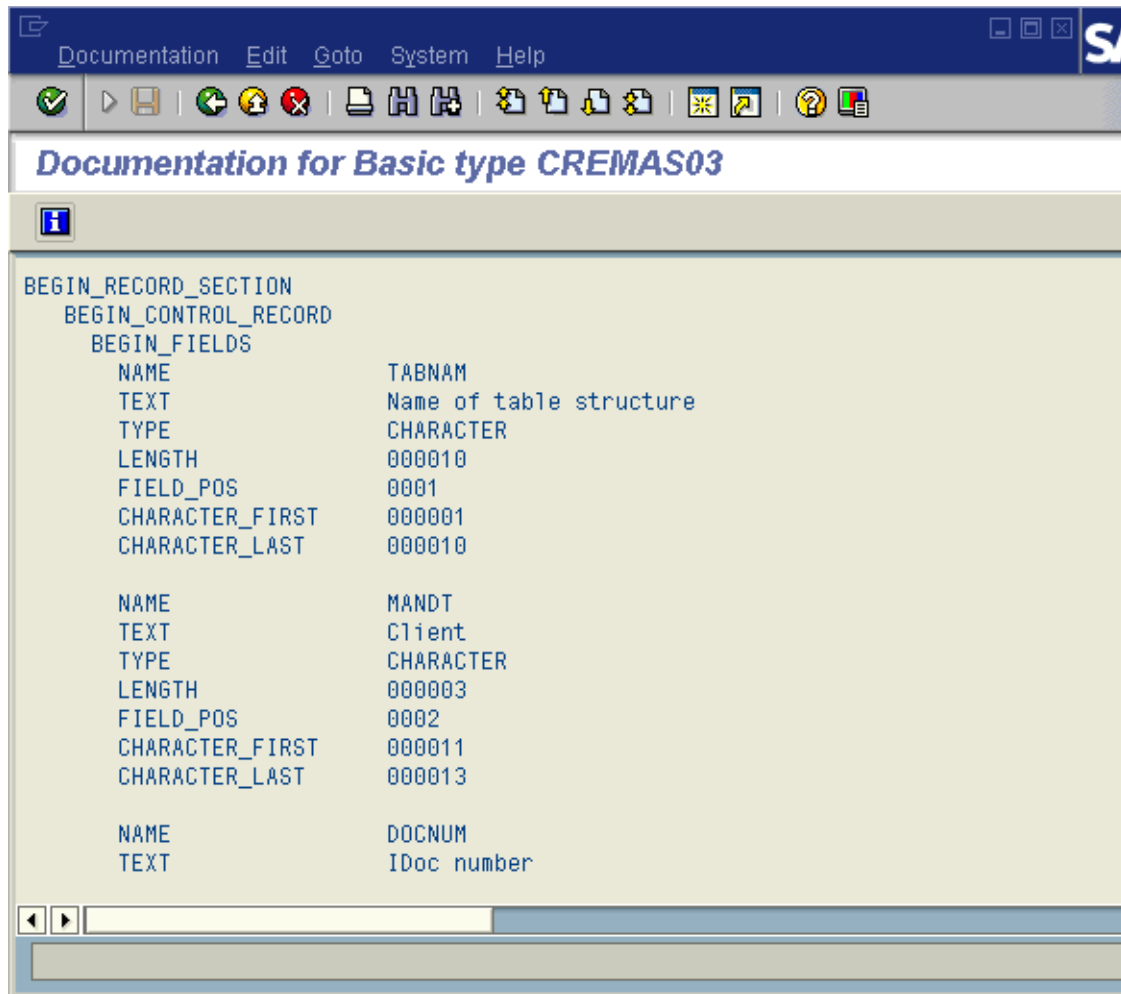 Documentation Edit Goto System Help
Documentation for Basic type CREMAS03
BEGIN_RECORD_SECTION
BEGIN_CONTROL_RECORD
BEGIN_FIELDS
NAME TABNAM
TEXT Name of table structure
TYPE CHARACTER
LENGTH 000010
FIELD_POS 0001
CHARACTER_FIRST 000001
CHARACTER_LAST 000010
NAME MANDT
TEXT Client
TYPE CHARACTER
LENGTH 000003
FIELD_POS 0002
CHARACTER_FIRST 000011
CHARACTER_LAST 000013
NAME DOCNUM
TEXT IDoc number